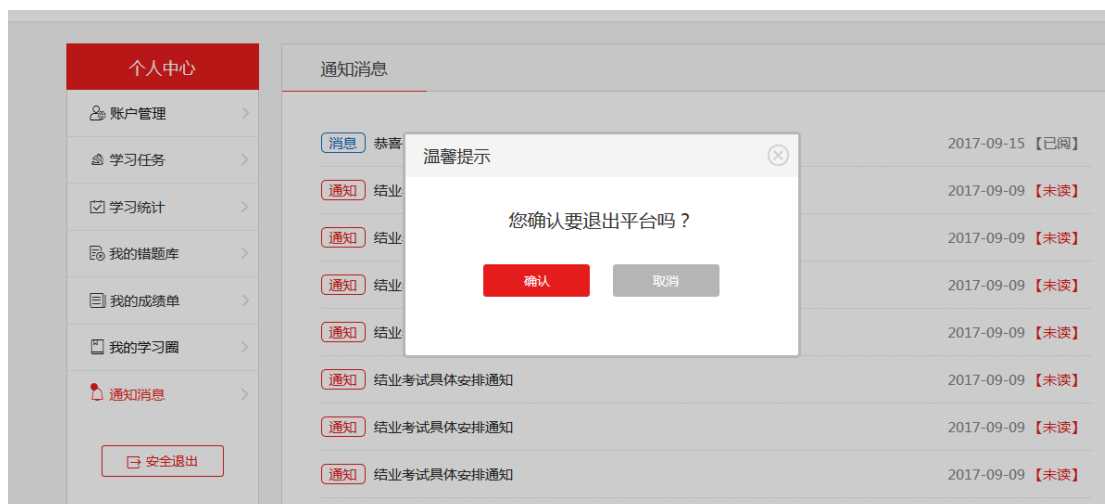 个人中心
账户管理
学习任务
学习统计
我的错题库
我的成绩单
我的学习圈
通知消息
安全退出
通知消息
消息 恭喜 2017-09-15【已阅】
通知 结业 2017-09-09【未读】
通知 结业 2017-09-09【未读】
通知 结业 2017-09-09【未读】
通知 结业 2017-09-09【未读】
通知 结业考试具体安排通知 2017-09-09【未读】
通知 结业考试具体安排通知 2017-09-09【未读】
通知 结业考试具体安排通知 2017-09-09【未读】
温馨提示
您确认要退出平台吗？
确认 取消